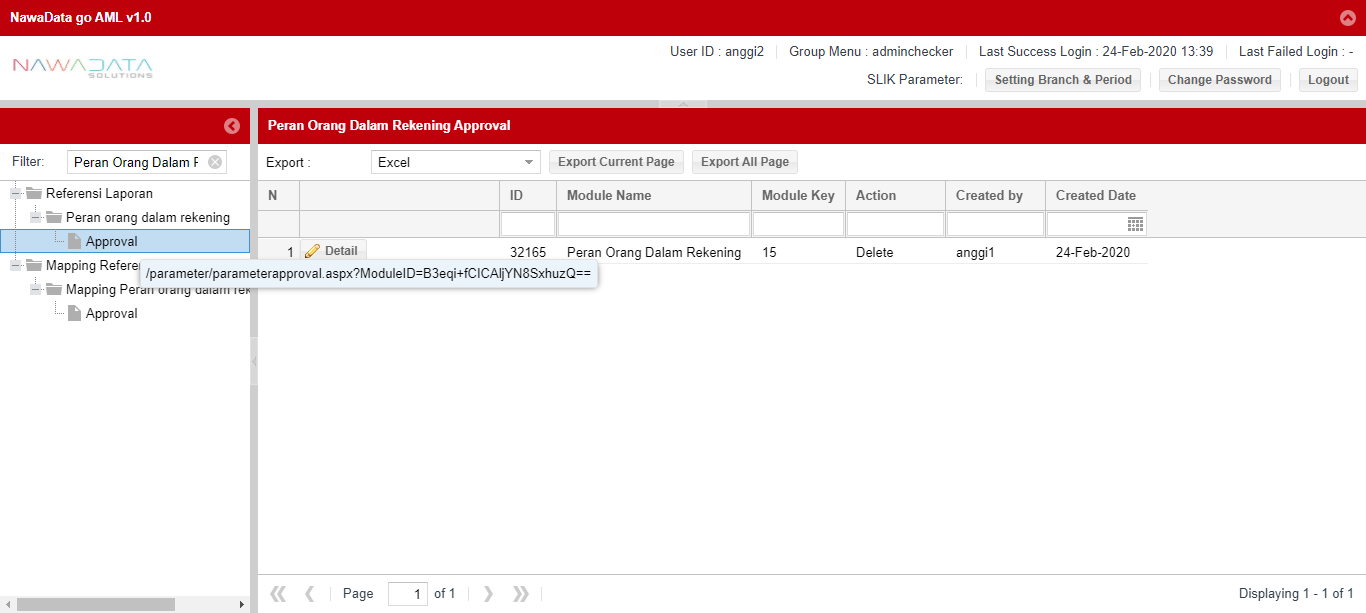 NawaData go AML v1.0
User ID : anggi2 Group Menu : adminchecker Last Success Login : 24-Feb-2020 13:39 Last Failed Login : -
NAWADATA
SOLUTIONS
SLIK Parameter: Setting Branch & Period Change Password Logout
Peran Orang Dalam Rekening Approval
Filter: Peran Orang Dalam F
Export : Excel Export Current Page Export All Page
Referensi Laporan
Peran orang dalam rekening
Approval
Mapping Refere
Mapping Peran orang dalam rek
Approval
N ID Module Name Module Key Action Created by Created Date
1 Detail 32165 Peran Orang Dalam Rekening 15 Delete anggi1 24-Feb-2020
/parameter/parameterapproval.aspx?ModuleID=B3eqi+fCICAljYN8SxhuzQ==
Page 1 of 1 Displaying 1 - 1 of 1